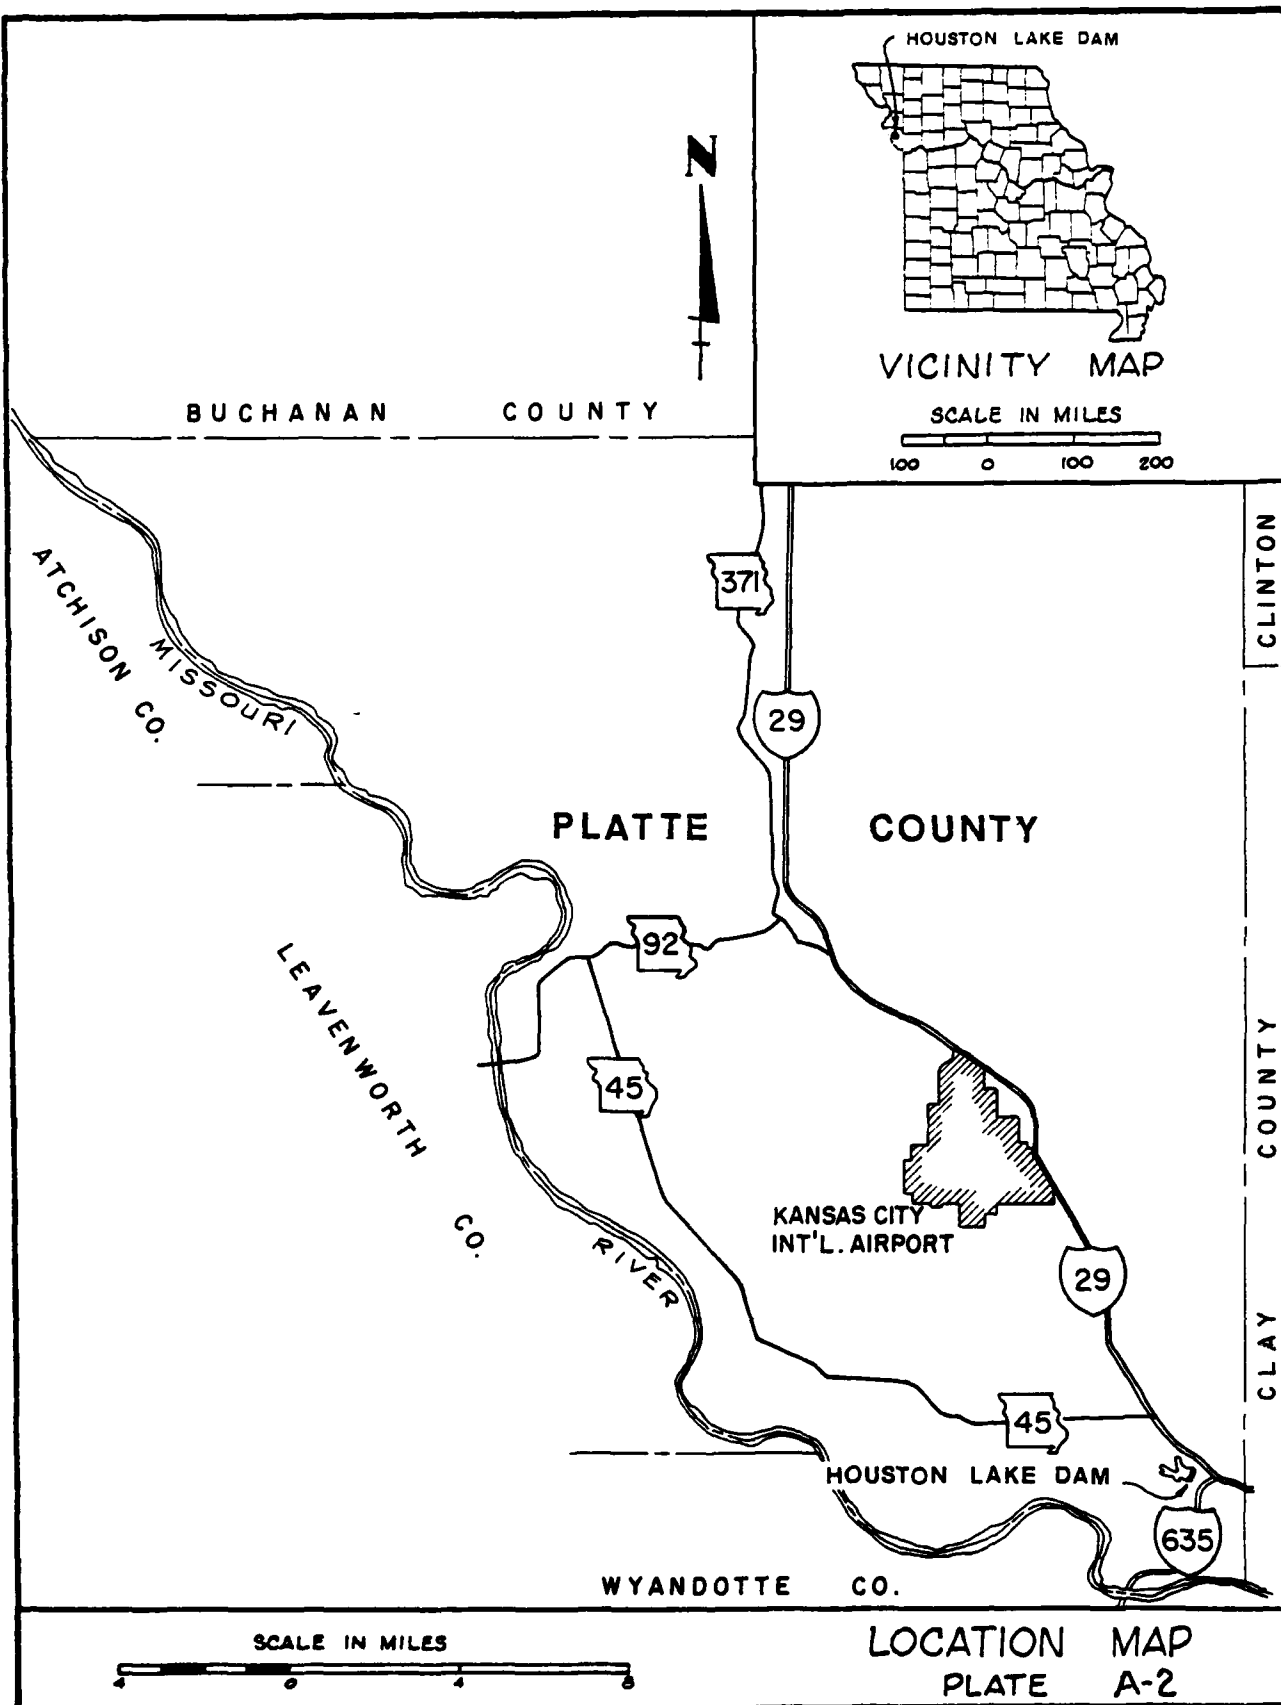 HOUSTON LAKE DAM
N
VICINITY MAP
SCALE IN MILES
100 0 100 200
BUCHANAN COUNTY
CLINTON
371
ATCHISON CO.
MISSOURI
29
PLATTE COUNTY
92
LEAVENWORTH CO.
45
COUNTY
KANSAS CITY
INT'L. AIRPORT
RIVER
29
CLAY
45
HOUSTON LAKE DAM
635
WYANDOTTE CO.
SCALE IN MILES
4 0 4 8
LOCATION MAP
PLATE A-2